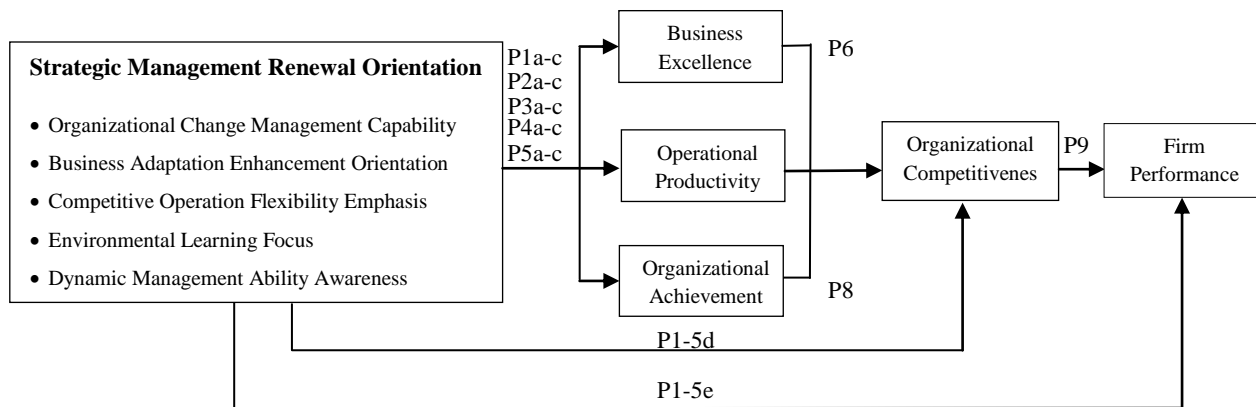 Strategic Management Renewal Orientation
• Organizational Change Management Capability
• Business Adaptation Enhancement Orientation
• Competitive Operation Flexibility Emphasis
• Environmental Learning Focus
• Dynamic Management Ability Awareness
P1a-c
P2a-c
P3a-c
P4a-c
P5a-c
Business
Excellence
Operational
Productivity
Organizational
Achievement
P6
P8
Organizational
Competitivenes
P9
Firm
Performance
P1-5d
P1-5e